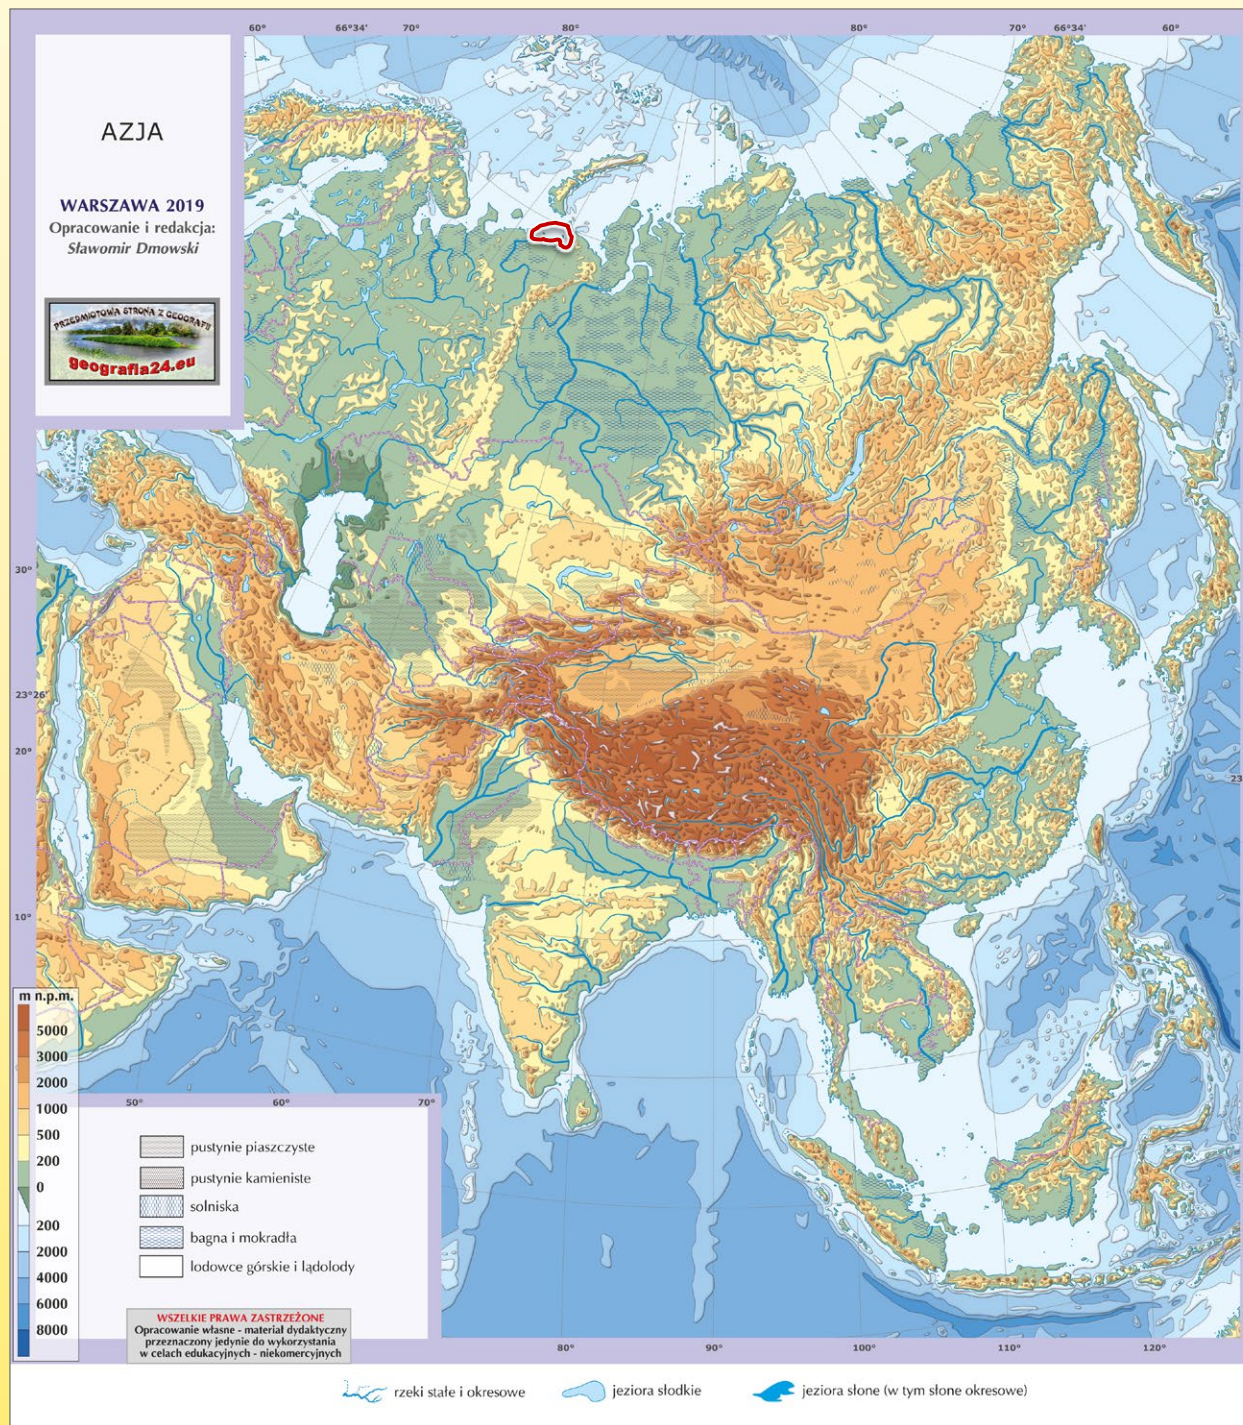 60° 66°34' 70° 80° 80° 70° 66°34' 60°
AZJA
WARSZAWA 2019
Opracowanie i redakcja:
Sławomir Dmowski
PRZEDMIOTOWA STRONA Z GEOGRAFII
geografia24.eu
30°
23°26'
20°
10°
23
m n.p.m.
5000
3000
2000
1000
500
200
0
200
2000
4000
6000
8000
50° 60° 70°
pustynie piaszczyste
pustynie kamieniste
solniska
bagna i mokradła
lodowce górskie i lądolody
WSZELKIE PRAWA ZASTRZEŻONE
Opracowanie własne - materiał dydaktyczny
przeznaczony jedynie do wykorzystania
w celach edukacyjnych - niekomercyjnych
80° 90° 100° 110° 120°
rzeki stałe i okresowe
jeziora słodkie
jeziora słone (w tym słone okresowe)